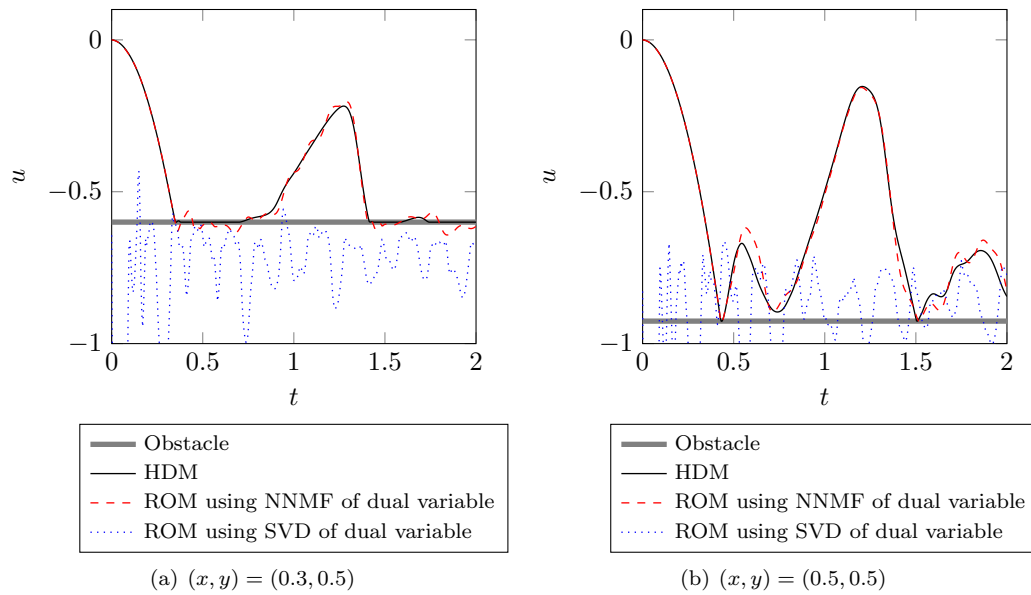 0
−0.5
−1
u
0
0.5
1
1.5
2
t
Obstacle
HDM
ROM using NNMF of dual variable
ROM using SVD of dual variable
(a) (x, y) = (0.3, 0.5)
0
−0.5
−1
u
0
0.5
1
1.5
2
t
Obstacle
HDM
ROM using NNMF of dual variable
ROM using SVD of dual variable
(b) (x, y) = (0.5, 0.5)